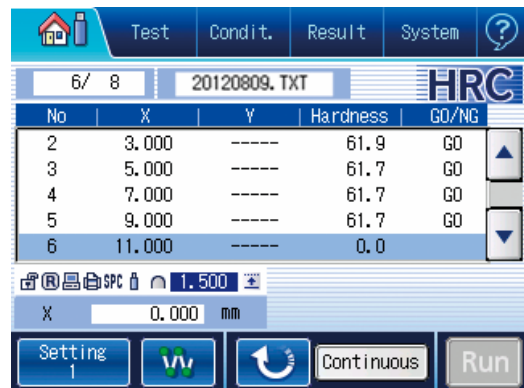 Test Condit. Result System ?
6/ 8 20120809.TXT HRC
No X Y Hardness GO/NG
2 3.000 ----- 61.9 GO
3 5.000 ----- 61.7 GO
4 7.000 ----- 61.7 GO
5 9.000 ----- 61.7 GO
6 11.000 ----- 0.0
R SPC 1.500
X 0.000 mm
Setting
1
Continuous Run